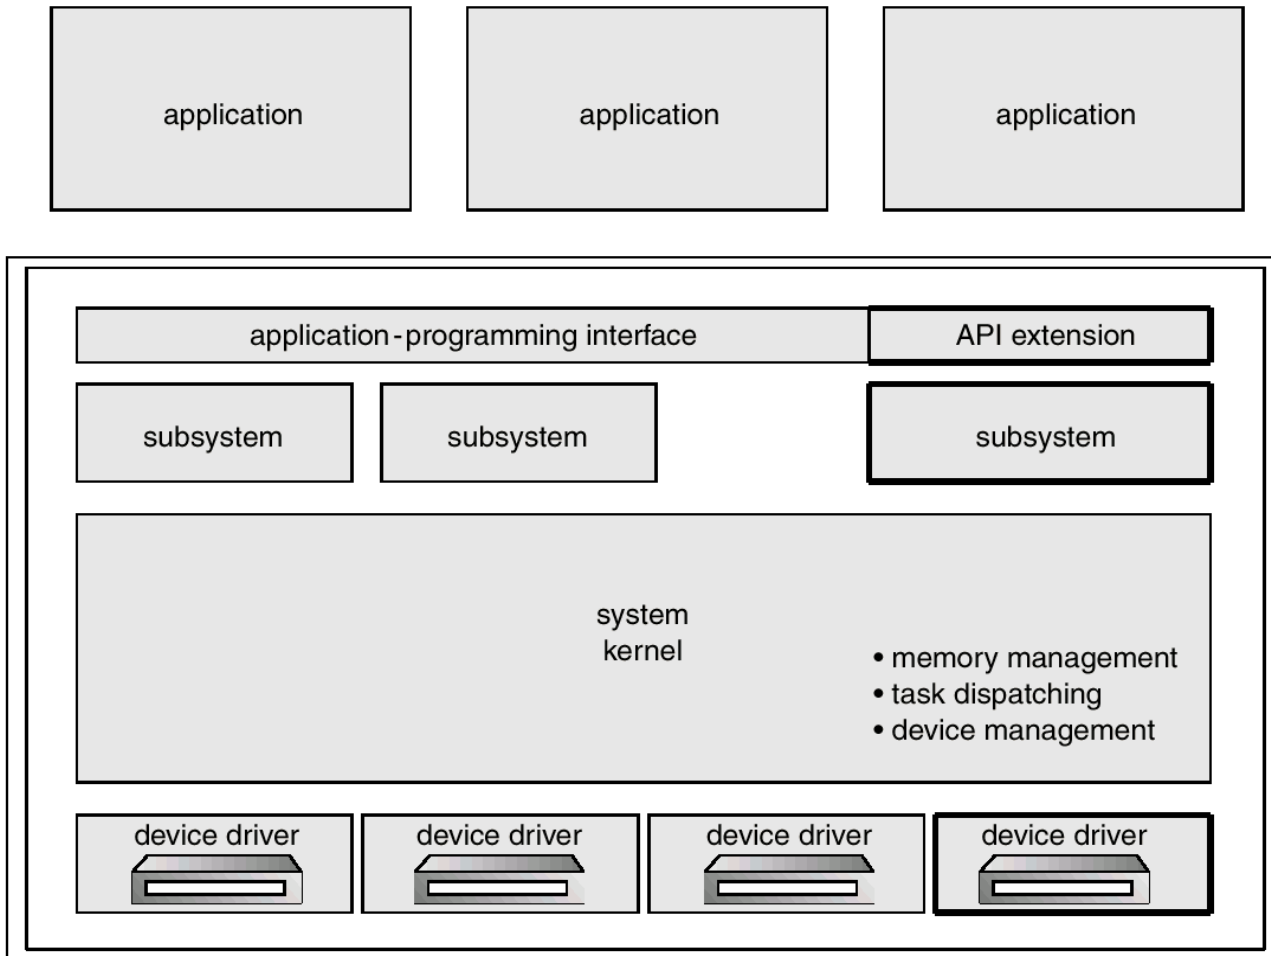 application
application
application
application-programming interface
API extension
subsystem
subsystem
subsystem
system
kernel
• memory management
• task dispatching
• device management
device driver
device driver
device driver
device driver